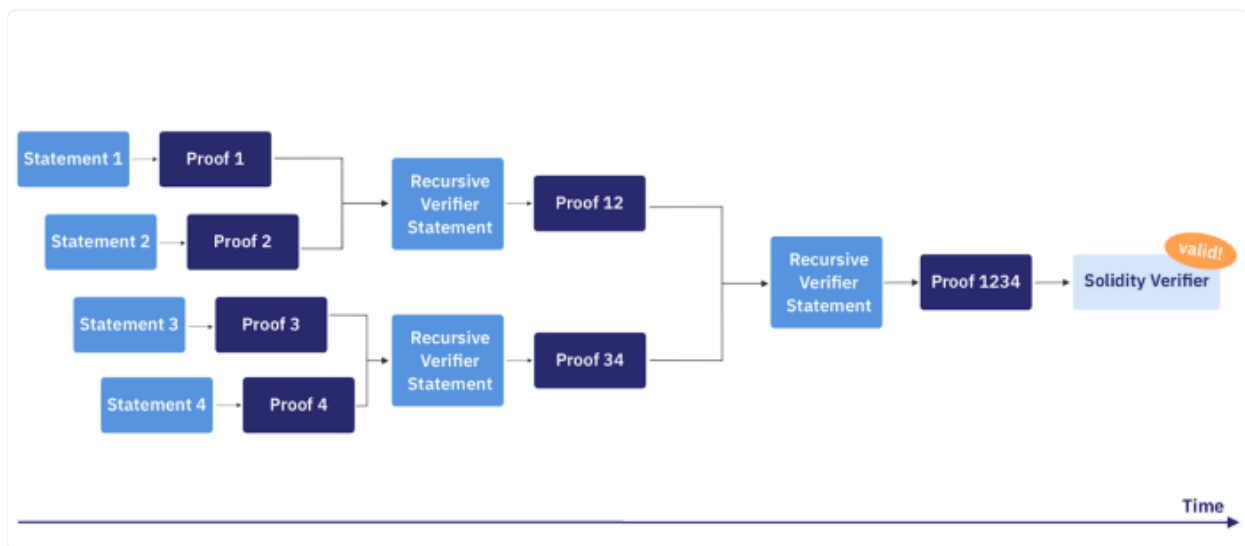 Statement 1
Proof 1
Statement 2
Proof 2
Statement 3
Proof 3
Statement 4
Proof 4
Recursive
Verifier
Statement
Proof 12
Recursive
Verifier
Statement
Proof 34
Recursive
Verifier
Statement
Proof 1234
valid!
Solidity Verifier
Time